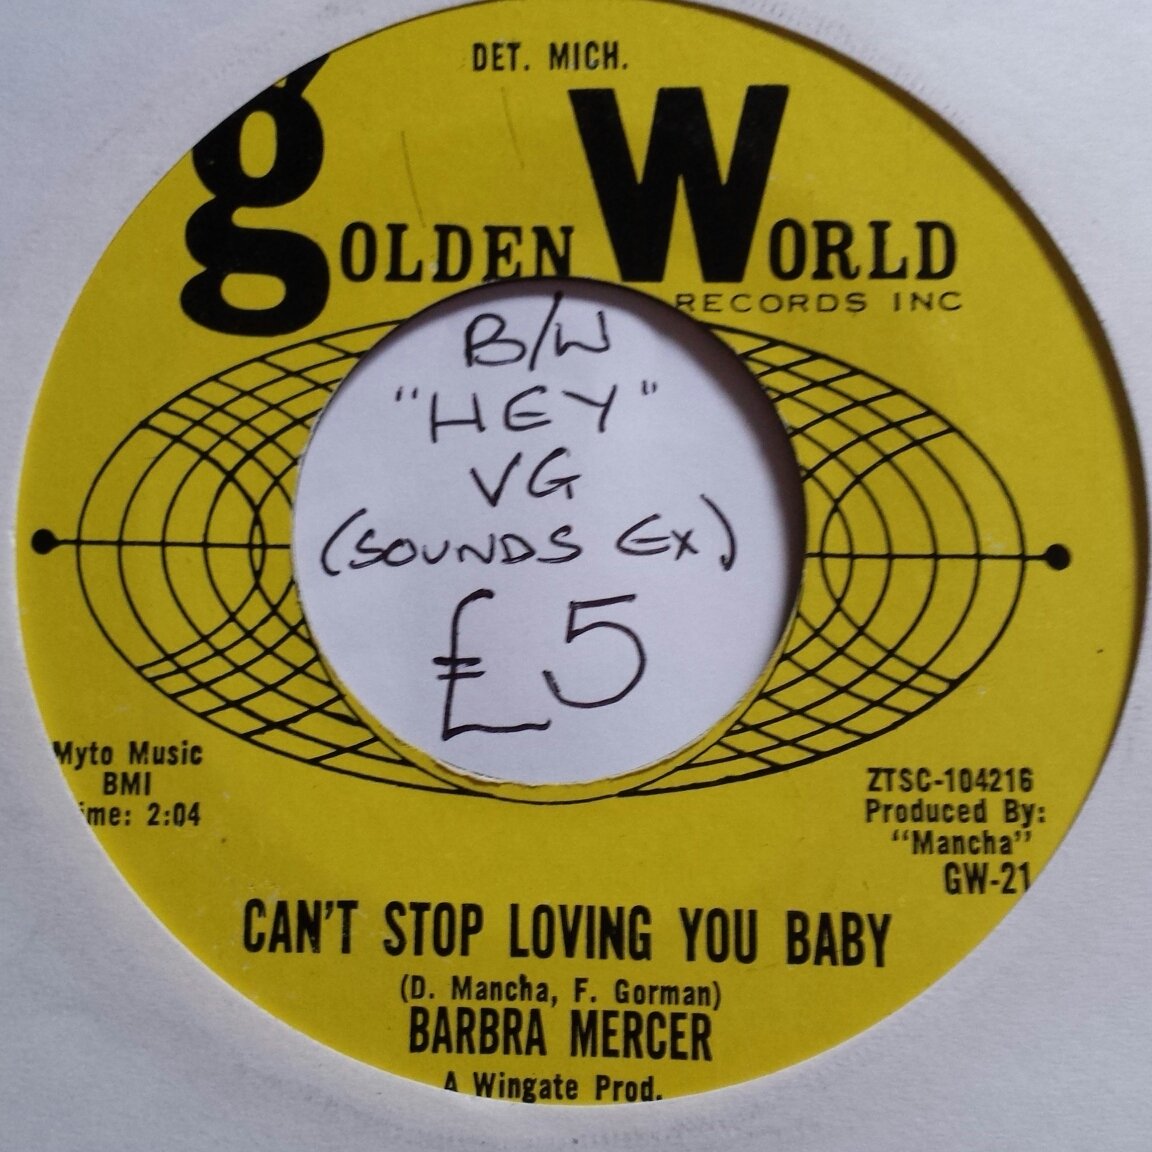 DET. MICH.
golden World
RECORDS INC
B/W
"HEY"
VG
(SOUNDS EX)
£5
Myto Music
BMI
ime: 2:04
ZTSC-104216
Produced By:
"Mancha"
GW-21
CAN'T STOP LOVING YOU BABY
(D. Mancha, F. Gorman)
BARBRA MERCER
A Wingate Prod.